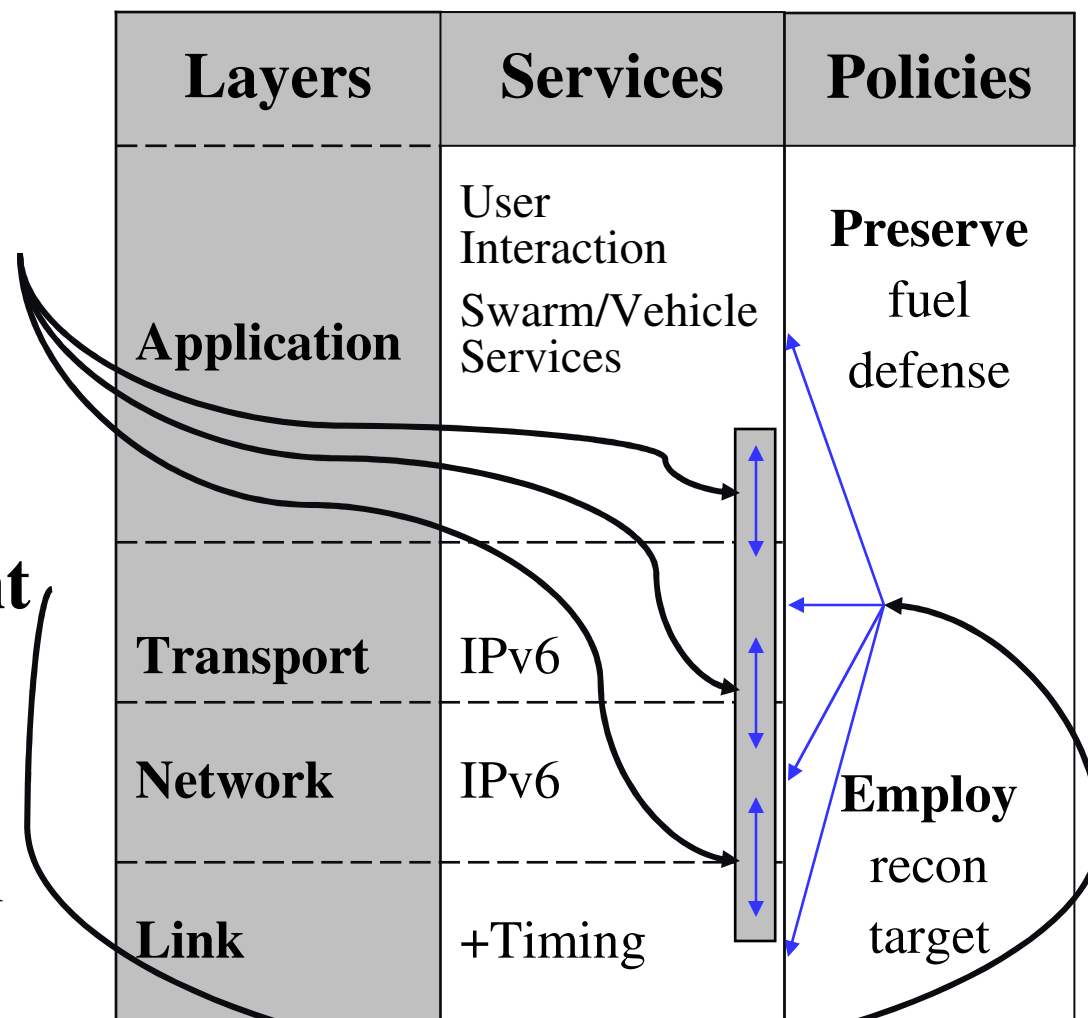 Layers
Services
Policies
User
Interaction
Swarm/Vehicle
Services
Application
Preserve
fuel
defense
Transport
IPv6
Network
IPv6
Employ
recon
target
Link
+Timing